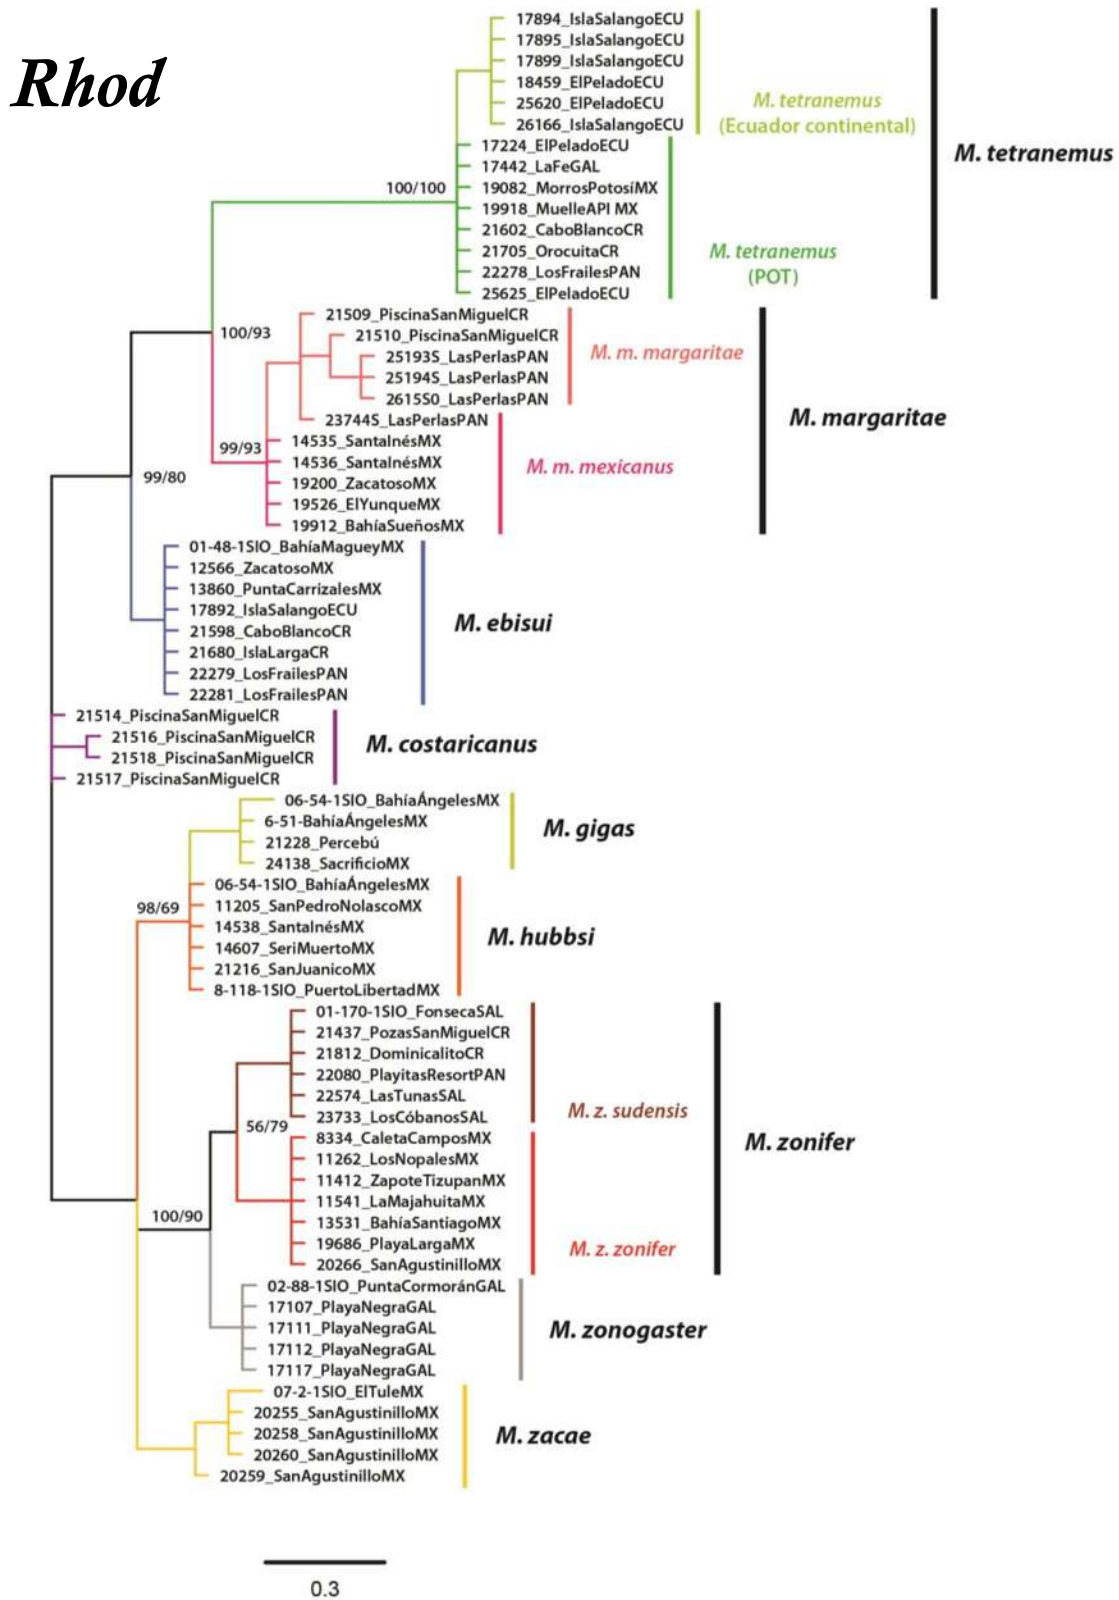 Rhod
17894_IslaSalangoECU
17895_IslaSalangoECU
17899_IslaSalangoECU
18459_ElPeladoECU
25620_ElPeladoECU
26166_IslaSalangoECU
M. tetranemus
(Ecuador continental)
17224_ElPeladoECU
17442_LaFeGAL
19082_MorrosPotosíMX
19918_MuelleAPI MX
21602_CaboBlancoCR
21705_OrocuitaCR
22278_LosFrailesPAN
25625_ElPeladoECU
M. tetranemus
(POT)
M. tetranemus
100/100
100/93
21509_PiscinaSanMiguelCR
21510_PiscinaSanMiguelCR
25193S_LasPerlasPAN
25194S_LasPerlasPAN
2615S0_LasPerlasPAN
M. m. margaritae
23744S_LasPerlasPAN
14535_SantaInésMX
14536_SantaInésMX
19200_ZacatosoMX
19526_ElYunqueMX
19912_BahíaSueñosMX
M. m. mexicanus
M. margaritae
99/93
99/80
01-48-1SIO_BahíaMagueyMX
12566_ZacatosoMX
13860_PuntaCarrizalesMX
17892_IslaSalangoECU
21598_CaboBlancoCR
21680_IslaLargaCR
22279_LosFrailesPAN
22281_LosFrailesPAN
M. ebisui
21514_PiscinaSanMiguelCR
21516_PiscinaSanMiguelCR
21518_PiscinaSanMiguelCR
21517_PiscinaSanMiguelCR
M. costaricanus
06-54-1SIO_BahíaÁngelesMX
6-51-BahíaÁngelesMX
21228_Percebú
24138_SacrificioMX
M. gigas
98/69
06-54-1SIO_BahíaÁngelesMX
11205_SanPedroNolascoMX
14538_SantaInésMX
14607_SeriMuertoMX
21216_SanJuanicoMX
8-118-1SIO_PuertoLibertadMX
M. hubbsi
01-170-1SIO_FonsecaSAL
21437_PozasSanMiguelCR
21812_DominicalitoCR
22080_PlayitasResortPAN
22574_LasTunasSAL
23733_LosCóbanosSAL
M. z. sudensis
56/79
8334_CaletaCamposMX
11262_LosNopalesMX
11412_ZapoteTizupanMX
11541_LaMajahuitaMX
13531_BahíaSantiagoMX
19686_PlayaLargaMX
20266_SanAgustinilloMX
M. z. zonifer
M. zonifer
100/90
02-88-1SIO_PuntaCormoránGAL
17107_PlayaNegraGAL
17111_PlayaNegraGAL
17112_PlayaNegraGAL
17117_PlayaNegraGAL
M. zonogaster
07-2-1SIO_ElTuleMX
20255_SanAgustinilloMX
20258_SanAgustinilloMX
20260_SanAgustinilloMX
20259_SanAgustinilloMX
M. zacae
0.3